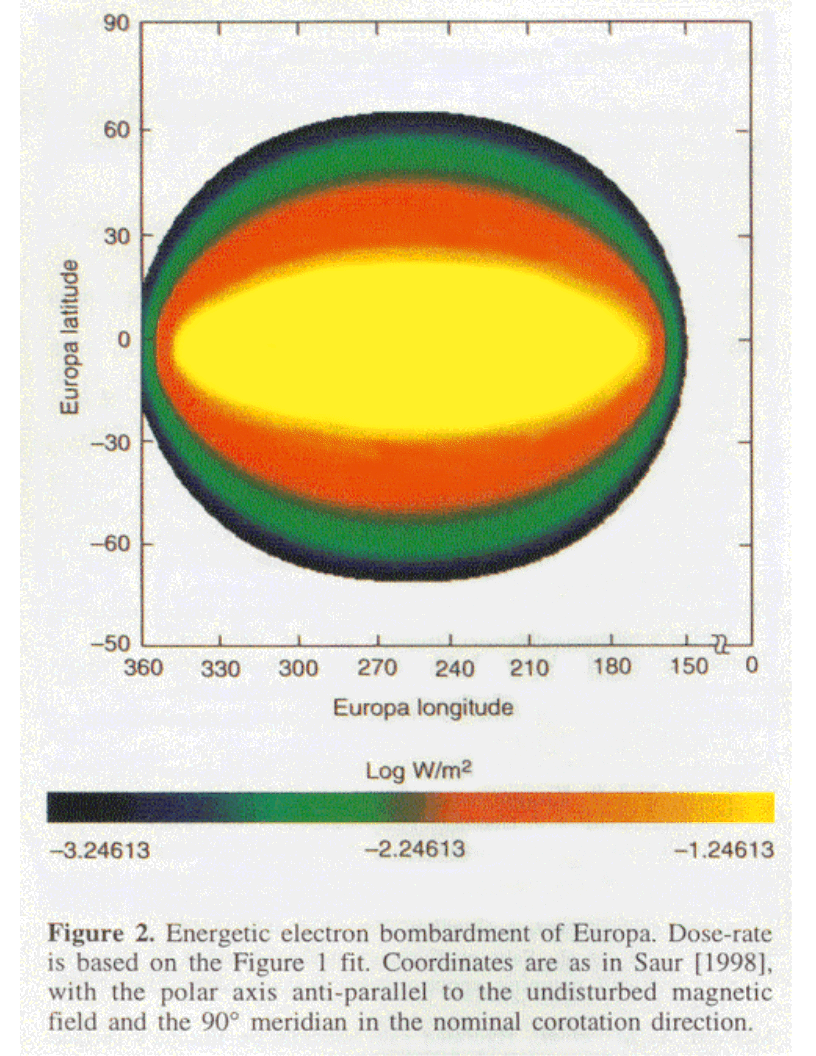 90
60
30
0
−30
−60
−50
Europa latitude
360 330 300 270 240 210 180 150 0
Europa longitude
Log W/m²
−3.24613 −2.24613 −1.24613
Figure 2. Energetic electron bombardment of Europa. Dose-rate
is based on the Figure 1 fit. Coordinates are as in Saur [1998],
with the polar axis anti-parallel to the undisturbed magnetic
field and the 90° meridian in the nominal corotation direction.